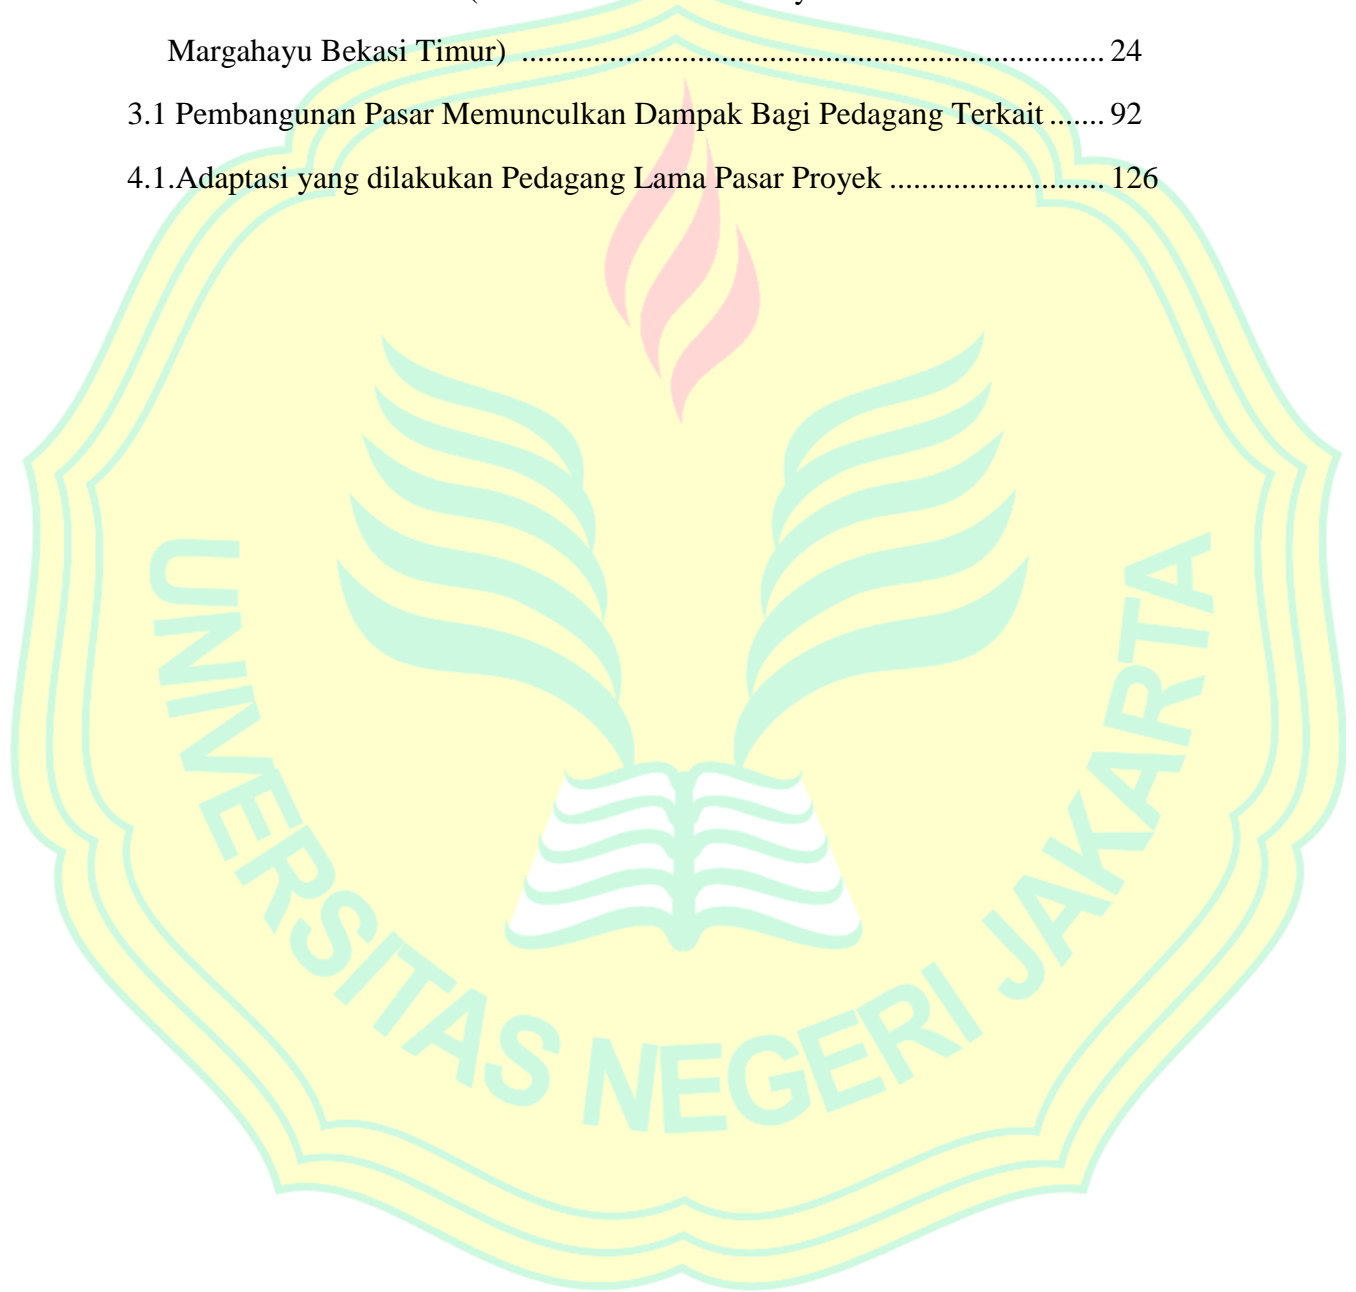 Margahayu Bekasi Timur) ........................................................................ 24
3.1 Pembangunan Pasar Memunculkan Dampak Bagi Pedagang Terkait ....... 92
4.1.Adaptasi yang dilakukan Pedagang Lama Pasar Proyek ........................... 126
UNIVERSITAS NEGERI JAKARTA